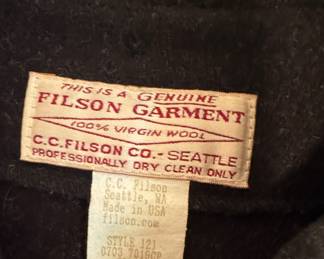 THIS IS A GENUINE
FILSON GARMENT
100% VIRGIN WOOL
C.C. FILSON CO. - SEATTLE
PROFESSIONALLY DRY CLEAN ONLY
C.C. Filson
Seattle, WA
Made in USA
filson.com
STYLE 121